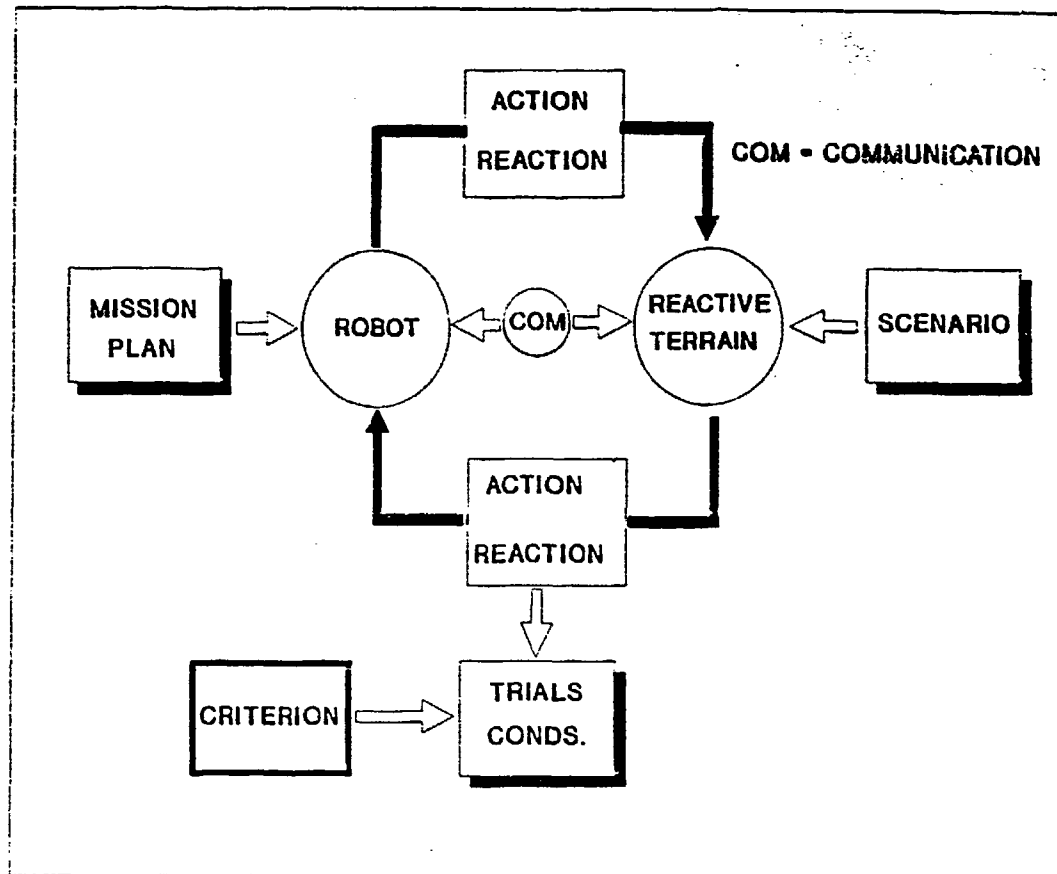 ACTION
REACTION
COM = COMMUNICATION
MISSION
PLAN
ROBOT
COM
REACTIVE
TERRAIN
SCENARIO
ACTION
REACTION
CRITERION
TRIALS
CONDS.